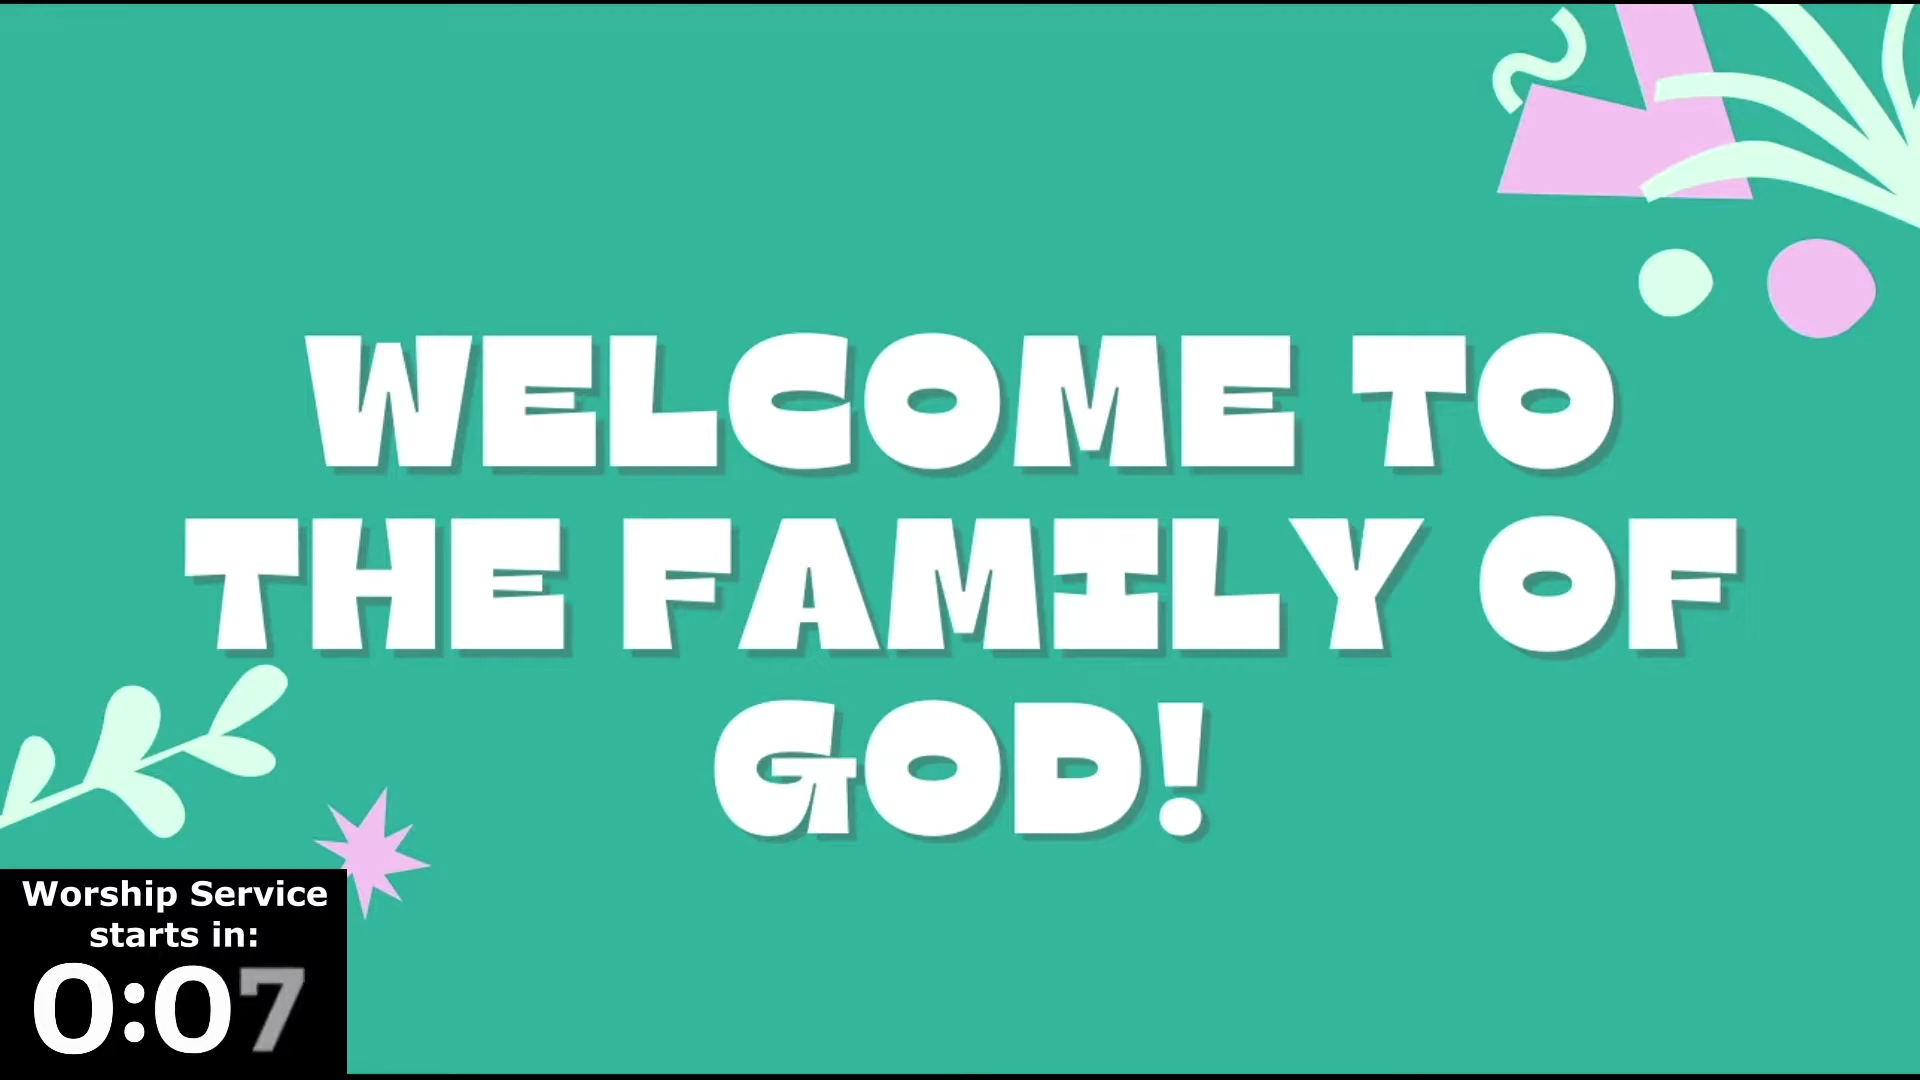 WELCOME TO
THE FAMILY OF
GOD!
Worship Service
starts in:
0:07